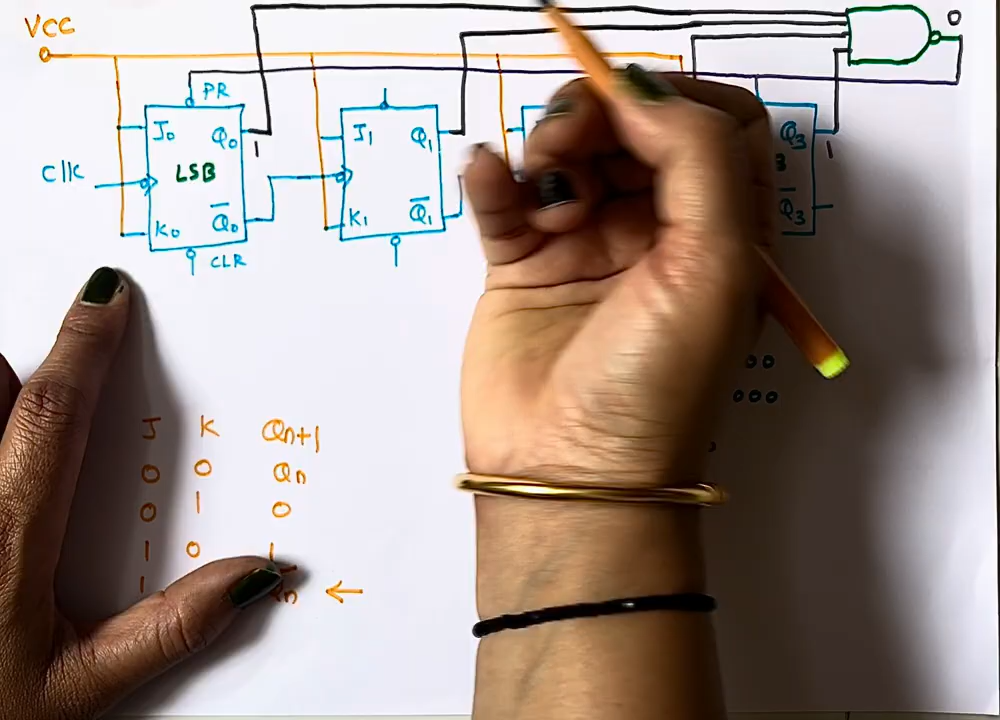 VCC
0
PR
J0 Q0
1
J1 Q1
Q3
1
Clk
LSB
K0 Q̅0
K1 Q̅1
Q̅3
CLR
J K Qn+1
0 0 Qn
0 1 0
1 0 1
1